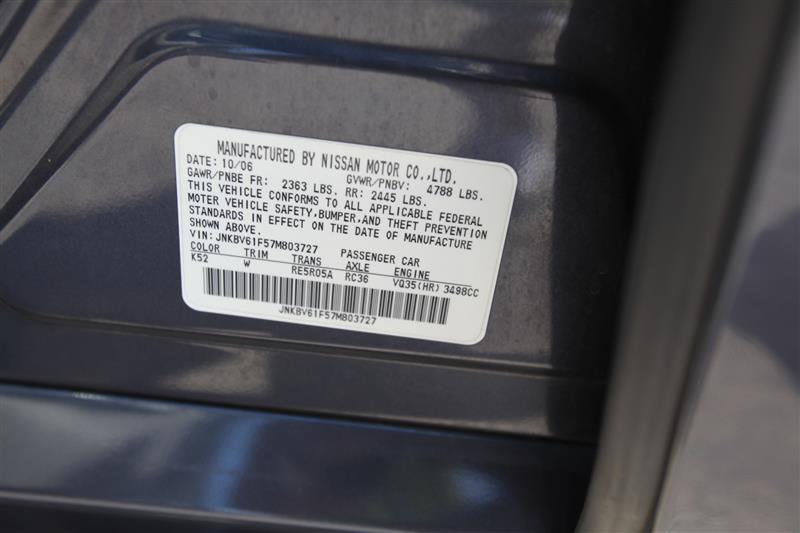 MANUFACTURED BY NISSAN MOTOR CO.,LTD.
DATE: 10/06 GVWR/PNBV: 4788 LBS.
GAWR/PNBE FR: 2363 LBS. RR: 2445 LBS.
THIS VEHICLE CONFORMS TO ALL APPLICABLE FEDERAL
MOTOR VEHICLE SAFETY,BUMPER,AND THEFT PREVENTION
STANDARDS IN EFFECT ON THE DATE OF MANUFACTURE
SHOWN ABOVE.
VIN: JNKBV61F57M803727 PASSENGER CAR
COLOR TRIM TRANS AXLE ENGINE
K52 W RE5R05A RC36 VQ35(HR) 3498CC
JNKBV61F57M803727